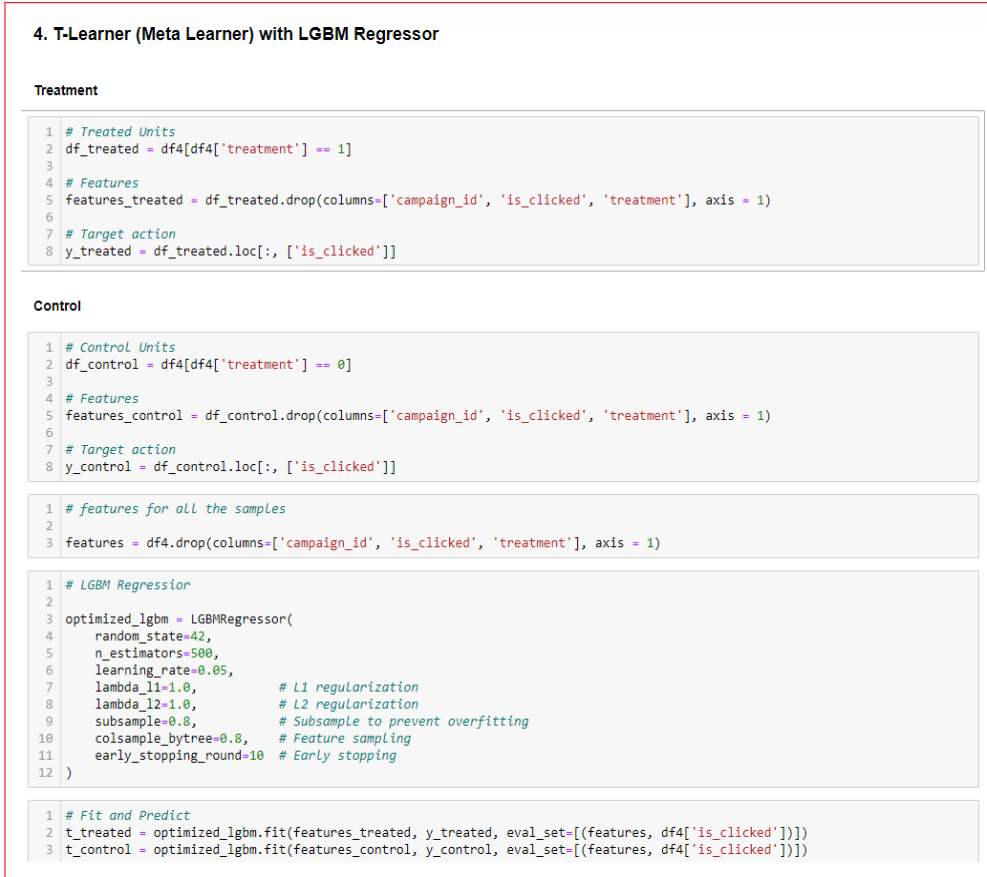 4. T-Learner (Meta Learner) with LGBM Regressor
Treatment
1 # Treated Units
2 df_treated = df4[df4['treatment'] == 1]
3
4 # Features
5 features_treated = df_treated.drop(columns=['campaign_id', 'is_clicked', 'treatment'], axis = 1)
6
7 # Target action
8 y_treated = df_treated.loc[:, ['is_clicked']]
Control
1 # Control Units
2 df_control = df4[df4['treatment'] == 0]
3
4 # Features
5 features_control = df_control.drop(columns=['campaign_id', 'is_clicked', 'treatment'], axis = 1)
6
7 # Target action
8 y_control = df_control.loc[:, ['is_clicked']]
1 # features for all the samples
2
3 features = df4.drop(columns=['campaign_id', 'is_clicked', 'treatment'], axis = 1)
1 # LGBM Regressior
2
3 optimized_lgbm = LGBMRegressor(
4     random_state=42,
5     n_estimators=500,
6     learning_rate=0.05,
7     lambda_l1=1.0,           # L1 regularization
8     lambda_l2=1.0,           # L2 regularization
9     subsample=0.8,           # Subsample to prevent overfitting
10     colsample_bytree=0.8,    # Feature sampling
11     early_stopping_round=10  # Early stopping
12 )
1 # Fit and Predict
2 t_treated = optimized_lgbm.fit(features_treated, y_treated, eval_set=[(features, df4['is_clicked'])])
3 t_control = optimized_lgbm.fit(features_control, y_control, eval_set=[(features, df4['is_clicked'])])